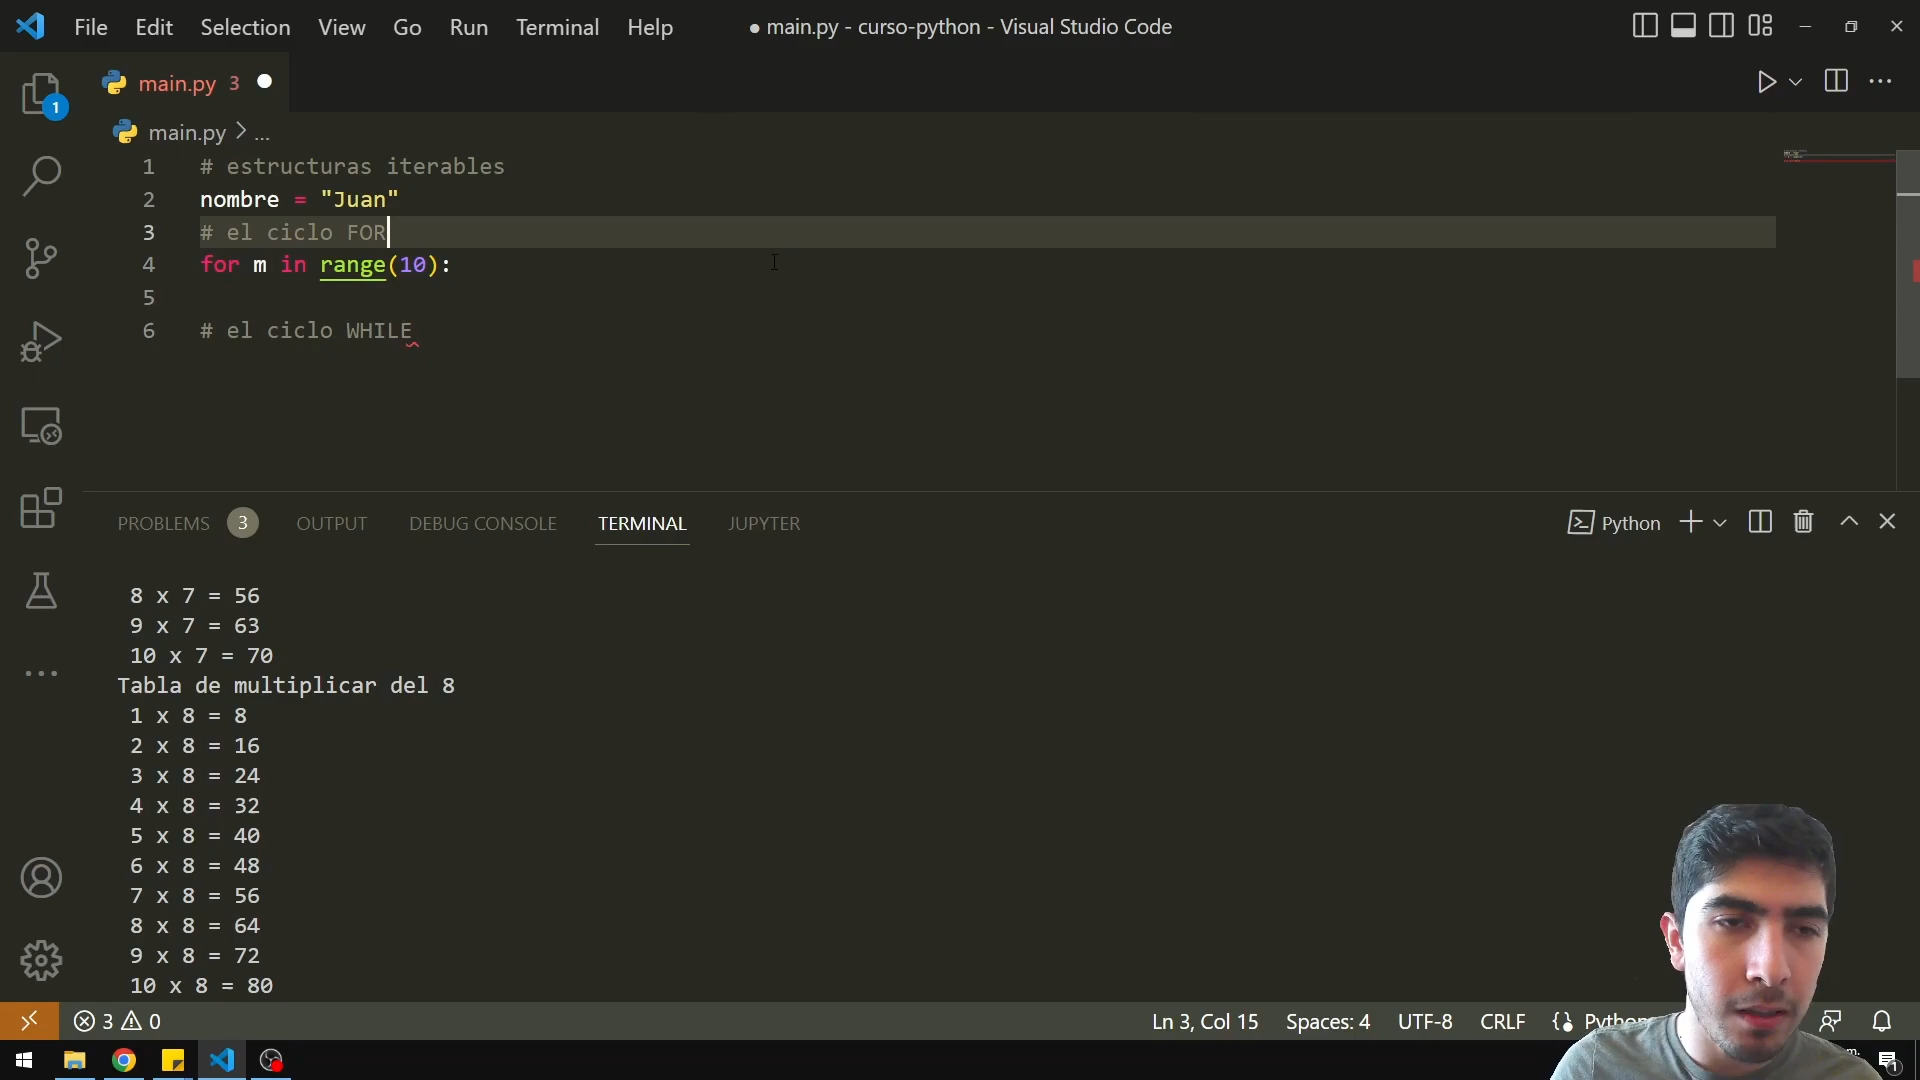 File Edit Selection View Go Run Terminal Help
● main.py - curso-python - Visual Studio Code
main.py 3
1
main.py > ...
1 # estructuras iterables
2 nombre = "Juan"
3 # el ciclo FOR
4 for m in range(10):
5
6 # el ciclo WHILE
PROBLEMS 3 OUTPUT DEBUG CONSOLE TERMINAL JUPYTER
Python
8 x 7 = 56
9 x 7 = 63
10 x 7 = 70
Tabla de multiplicar del 8
1 x 8 = 8
2 x 8 = 16
3 x 8 = 24
4 x 8 = 32
5 x 8 = 40
6 x 8 = 48
7 x 8 = 56
8 x 8 = 64
9 x 8 = 72
10 x 8 = 80
3 0
Ln 3, Col 15 Spaces: 4 UTF-8 CRLF {} Python
1